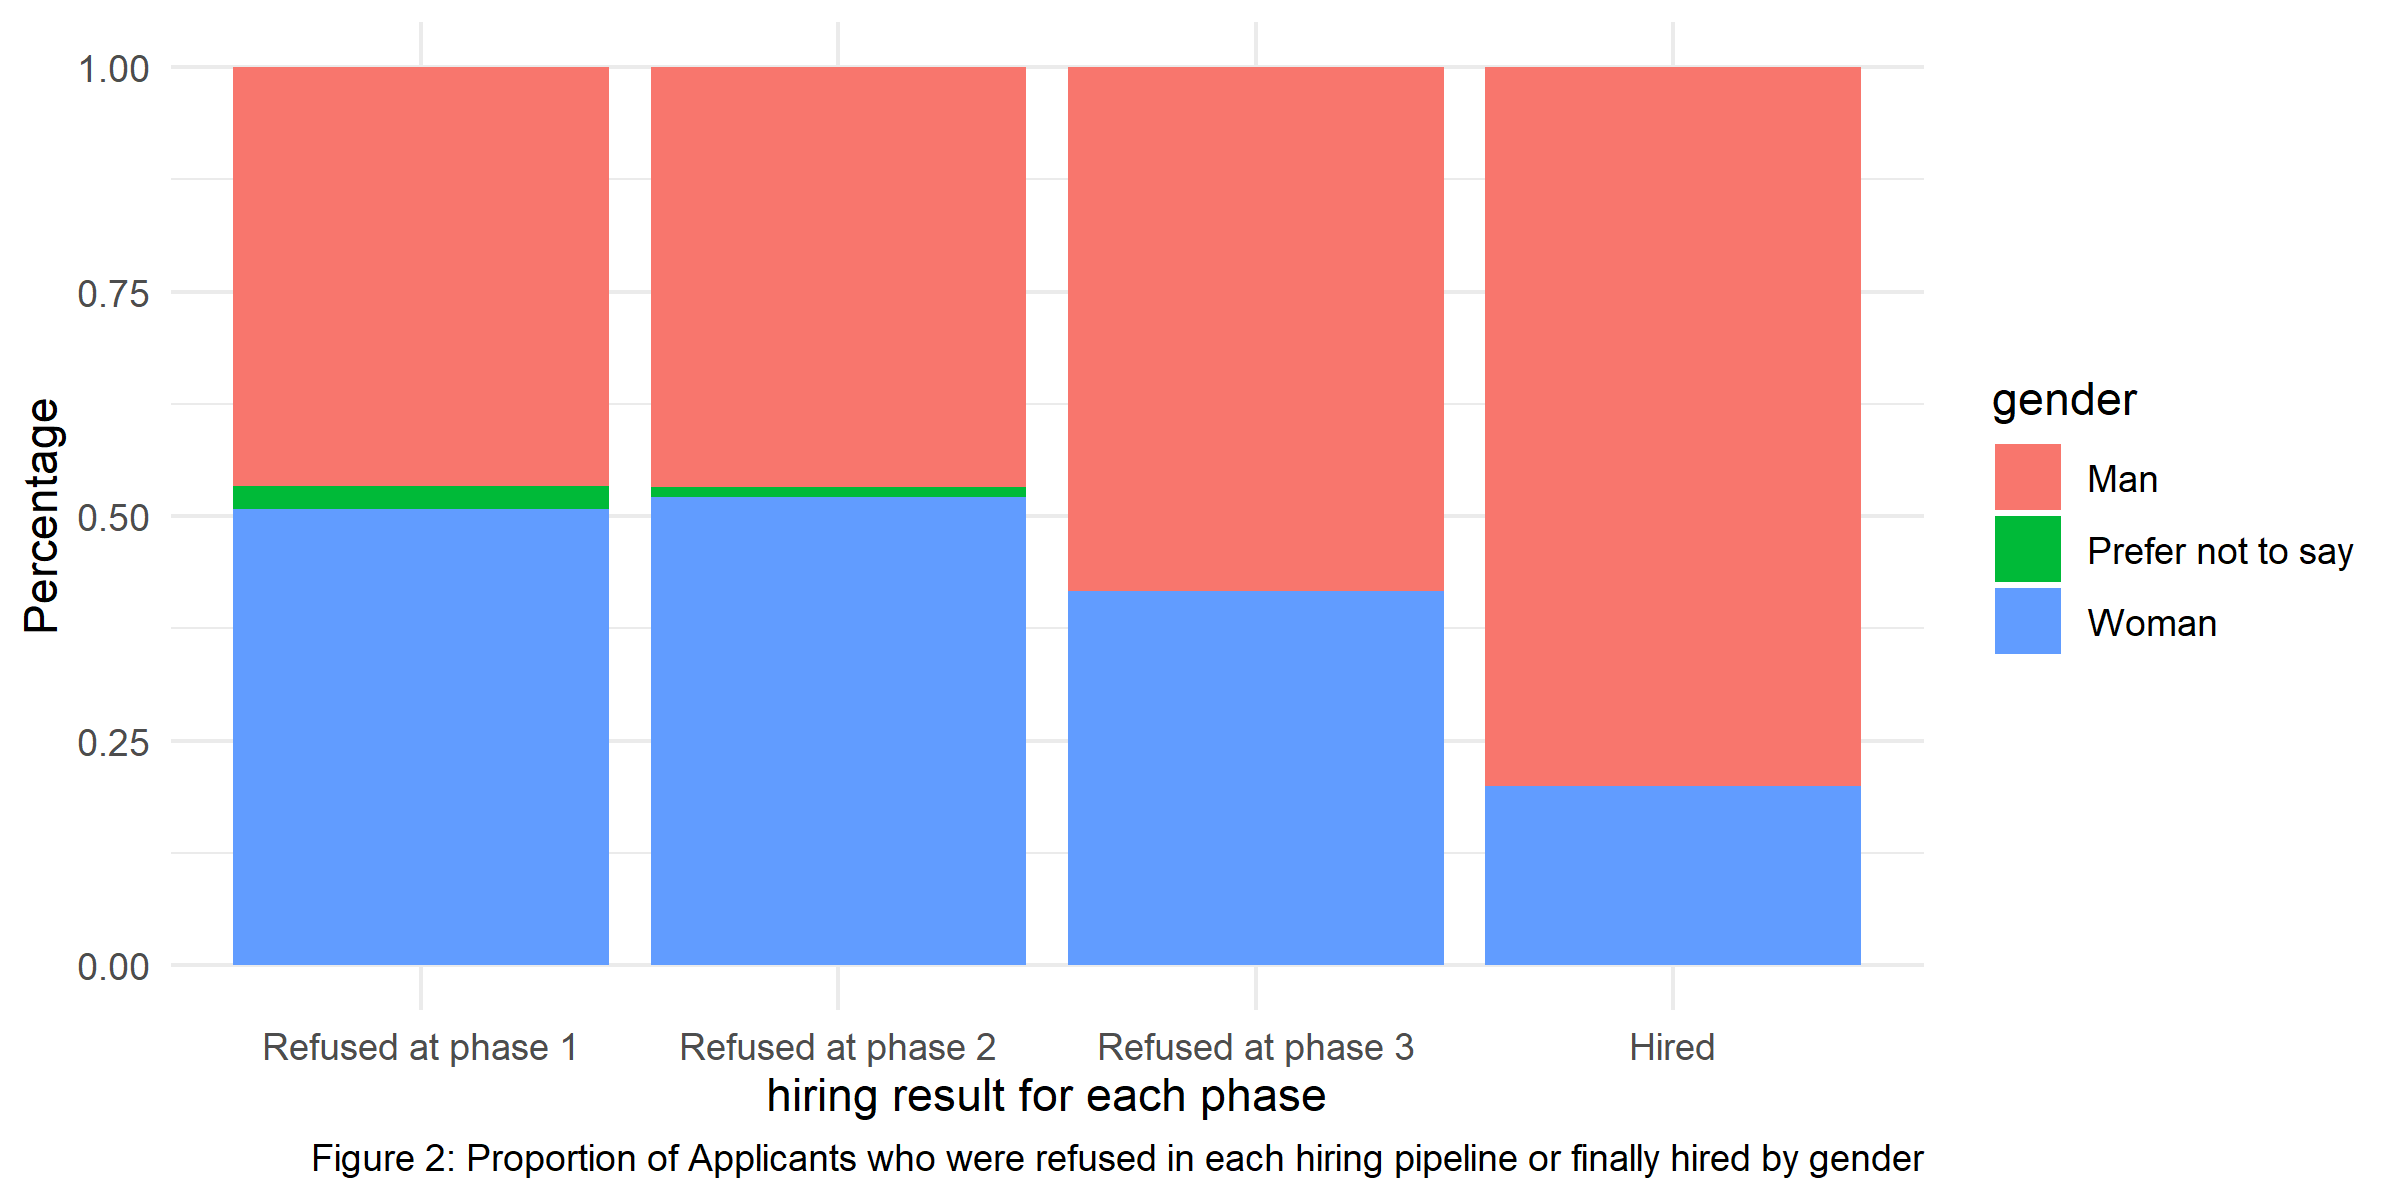 1.00
0.75
0.50
0.25
0.00
Percentage
Refused at phase 1
Refused at phase 2
Refused at phase 3
Hired
hiring result for each phase
gender
Man
Prefer not to say
Woman
Figure 2: Proportion of Applicants who were refused in each hiring pipeline or finally hired by gender